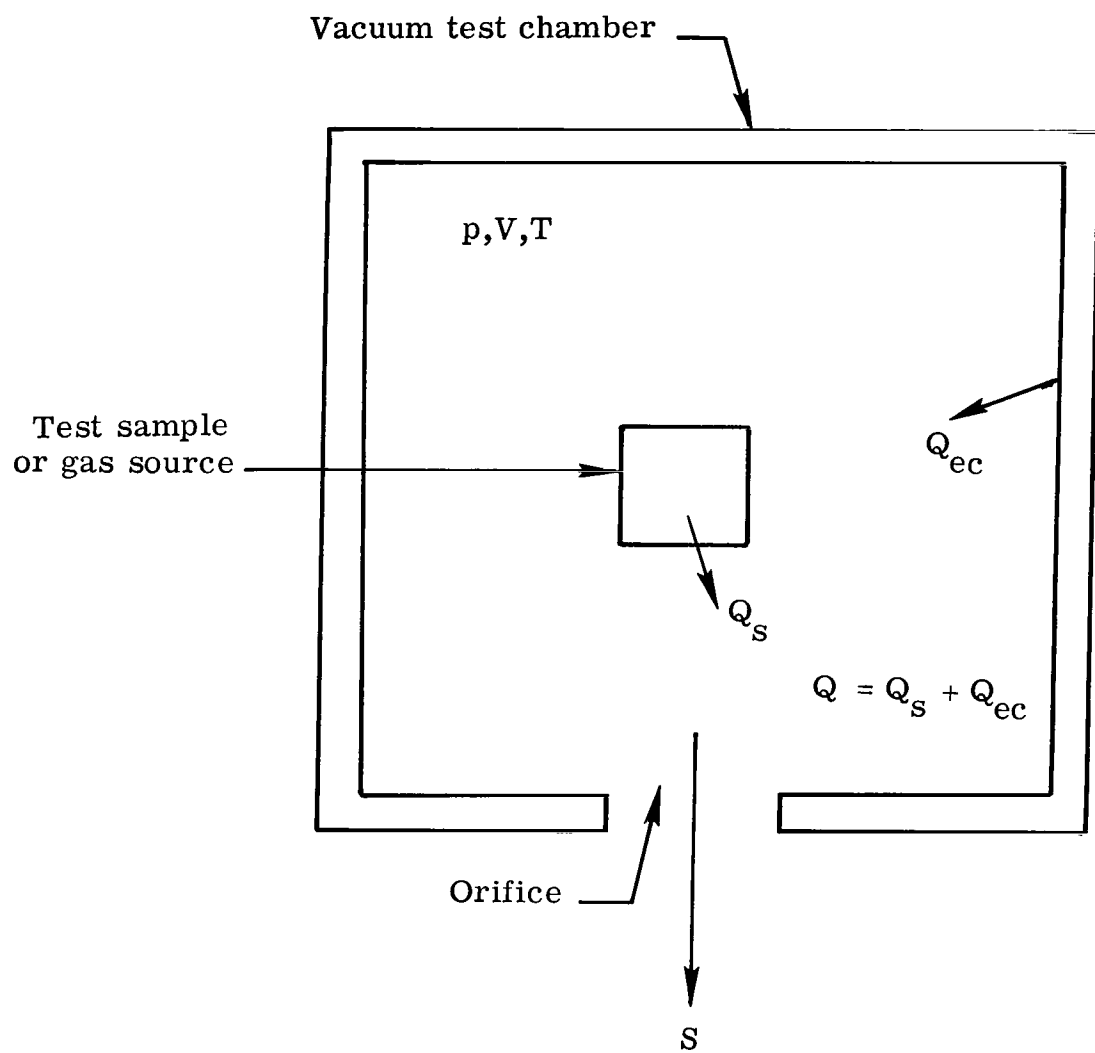 Vacuum test chamber
p,V,T
Test sample
or gas source
Q_ec
Q_s
Q = Q_s + Q_ec
Orifice
S